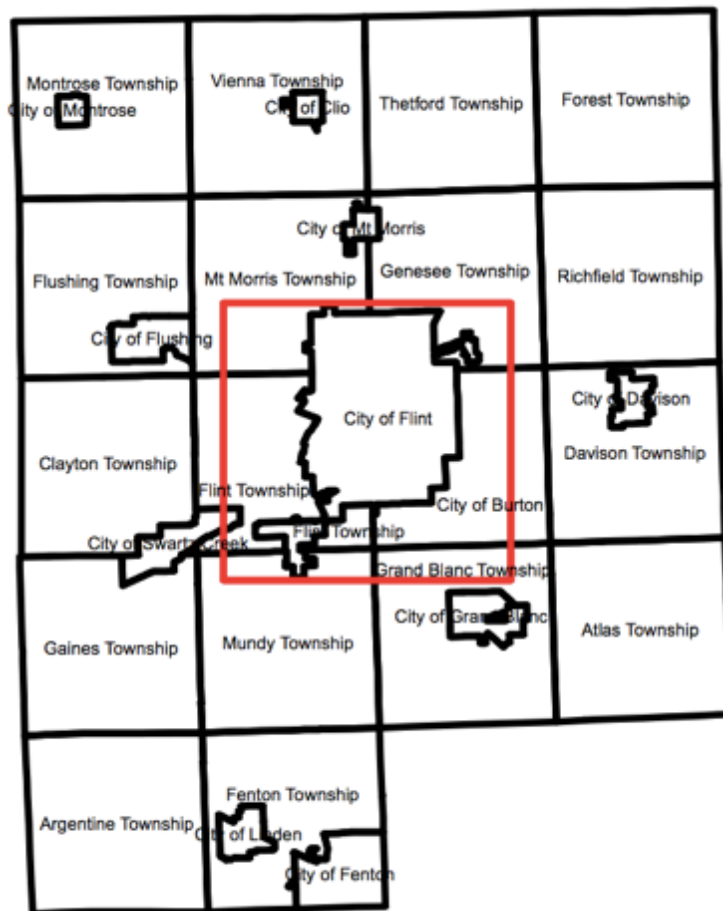 Montrose Township
Vienna Township
Thetford Township
Forest Township
City of Montrose
City of Clio
City of Mt Morris
Flushing Township
Mt Morris Township
Genesee Township
Richfield Township
City of Flushing
City of Flint
City of Davison
Clayton Township
Davison Township
Flint Township
City of Burton
City of Swartz Creek
Flint Township
Grand Blanc Township
City of Grand Blanc
Gaines Township
Mundy Township
Atlas Township
Fenton Township
Argentine Township
City of Linden
City of Fenton